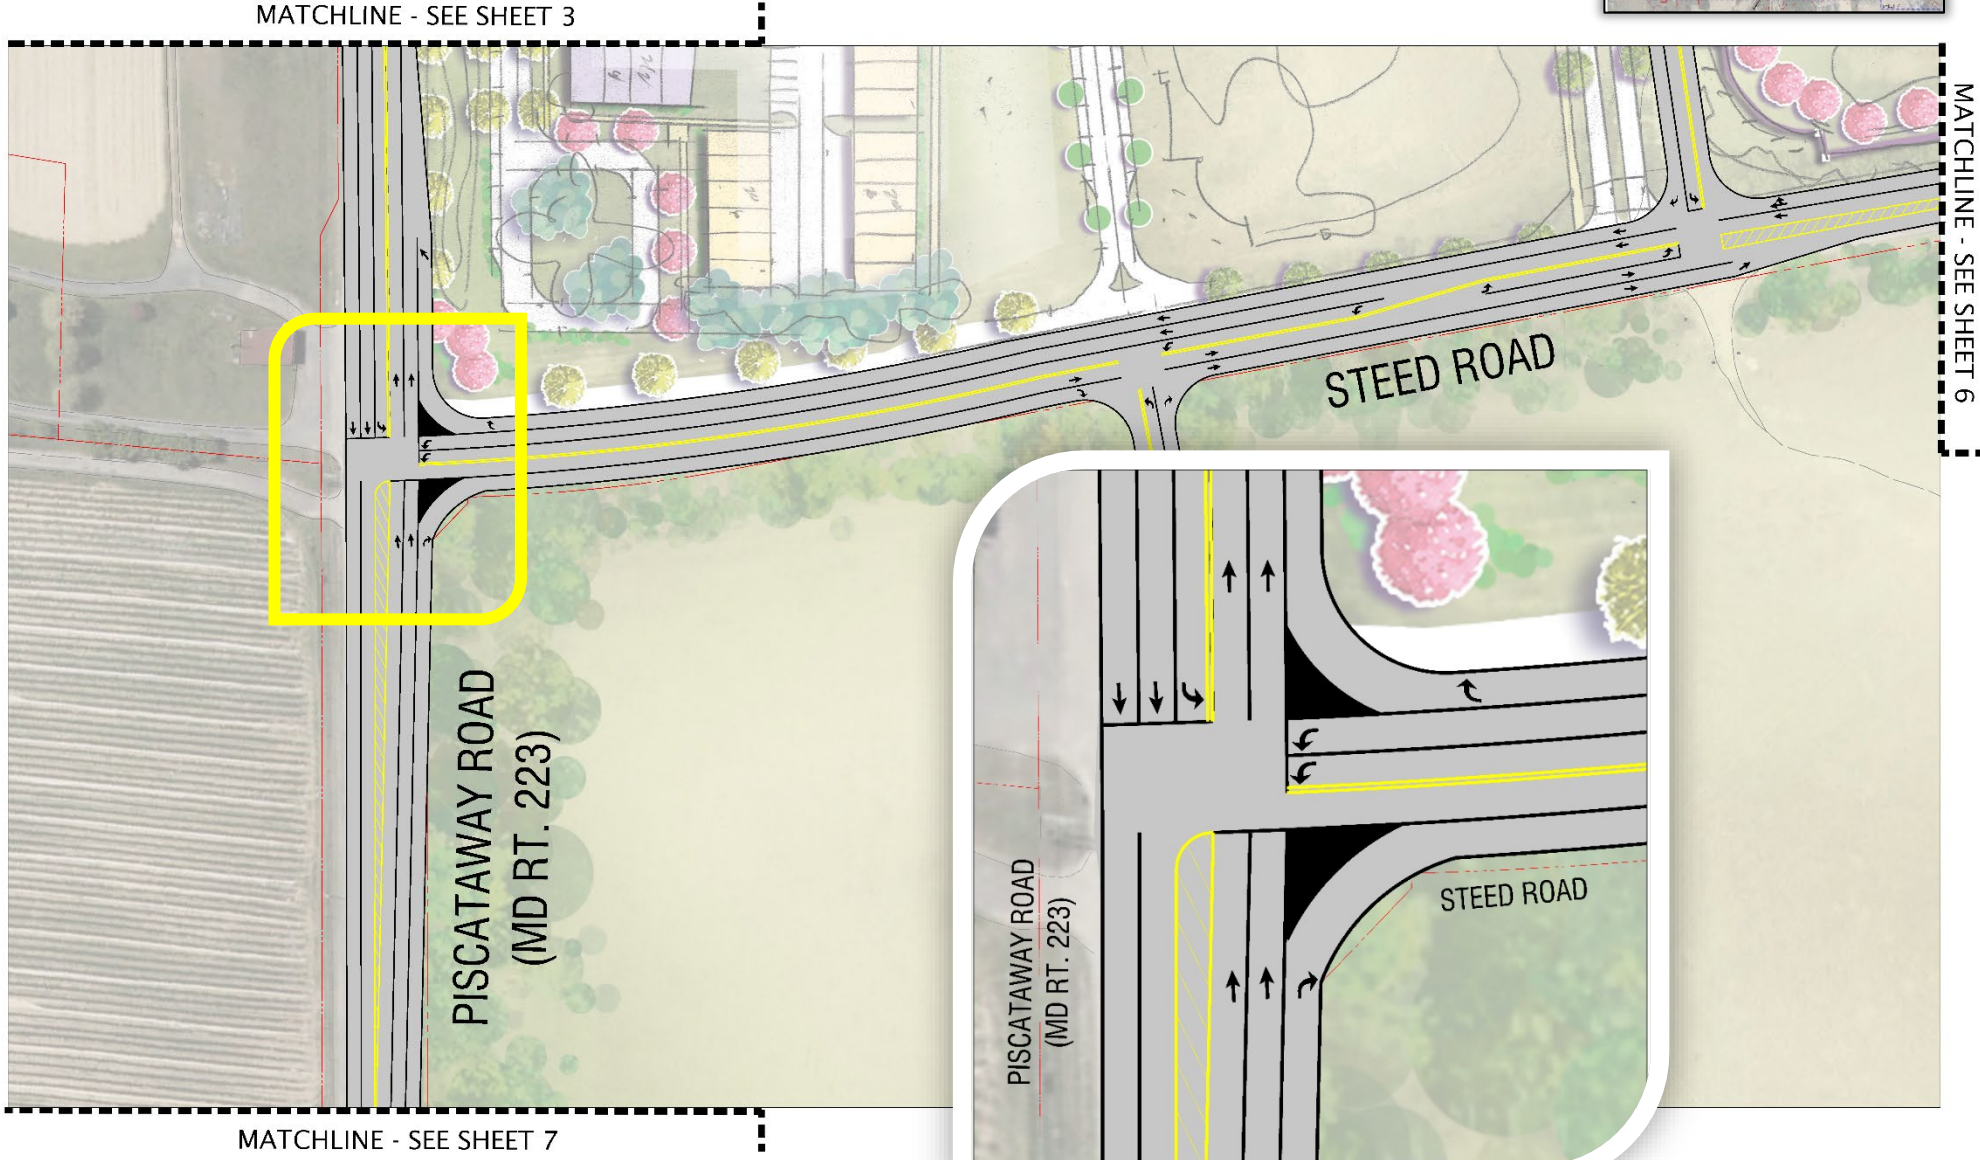 MATCHLINE - SEE SHEET 3
MATCHLINE - SEE SHEET 6
STEED ROAD
PISCATAWAY ROAD
(MD RT. 223)
PISCATAWAY ROAD
(MD RT. 223)
STEED ROAD
MATCHLINE - SEE SHEET 7